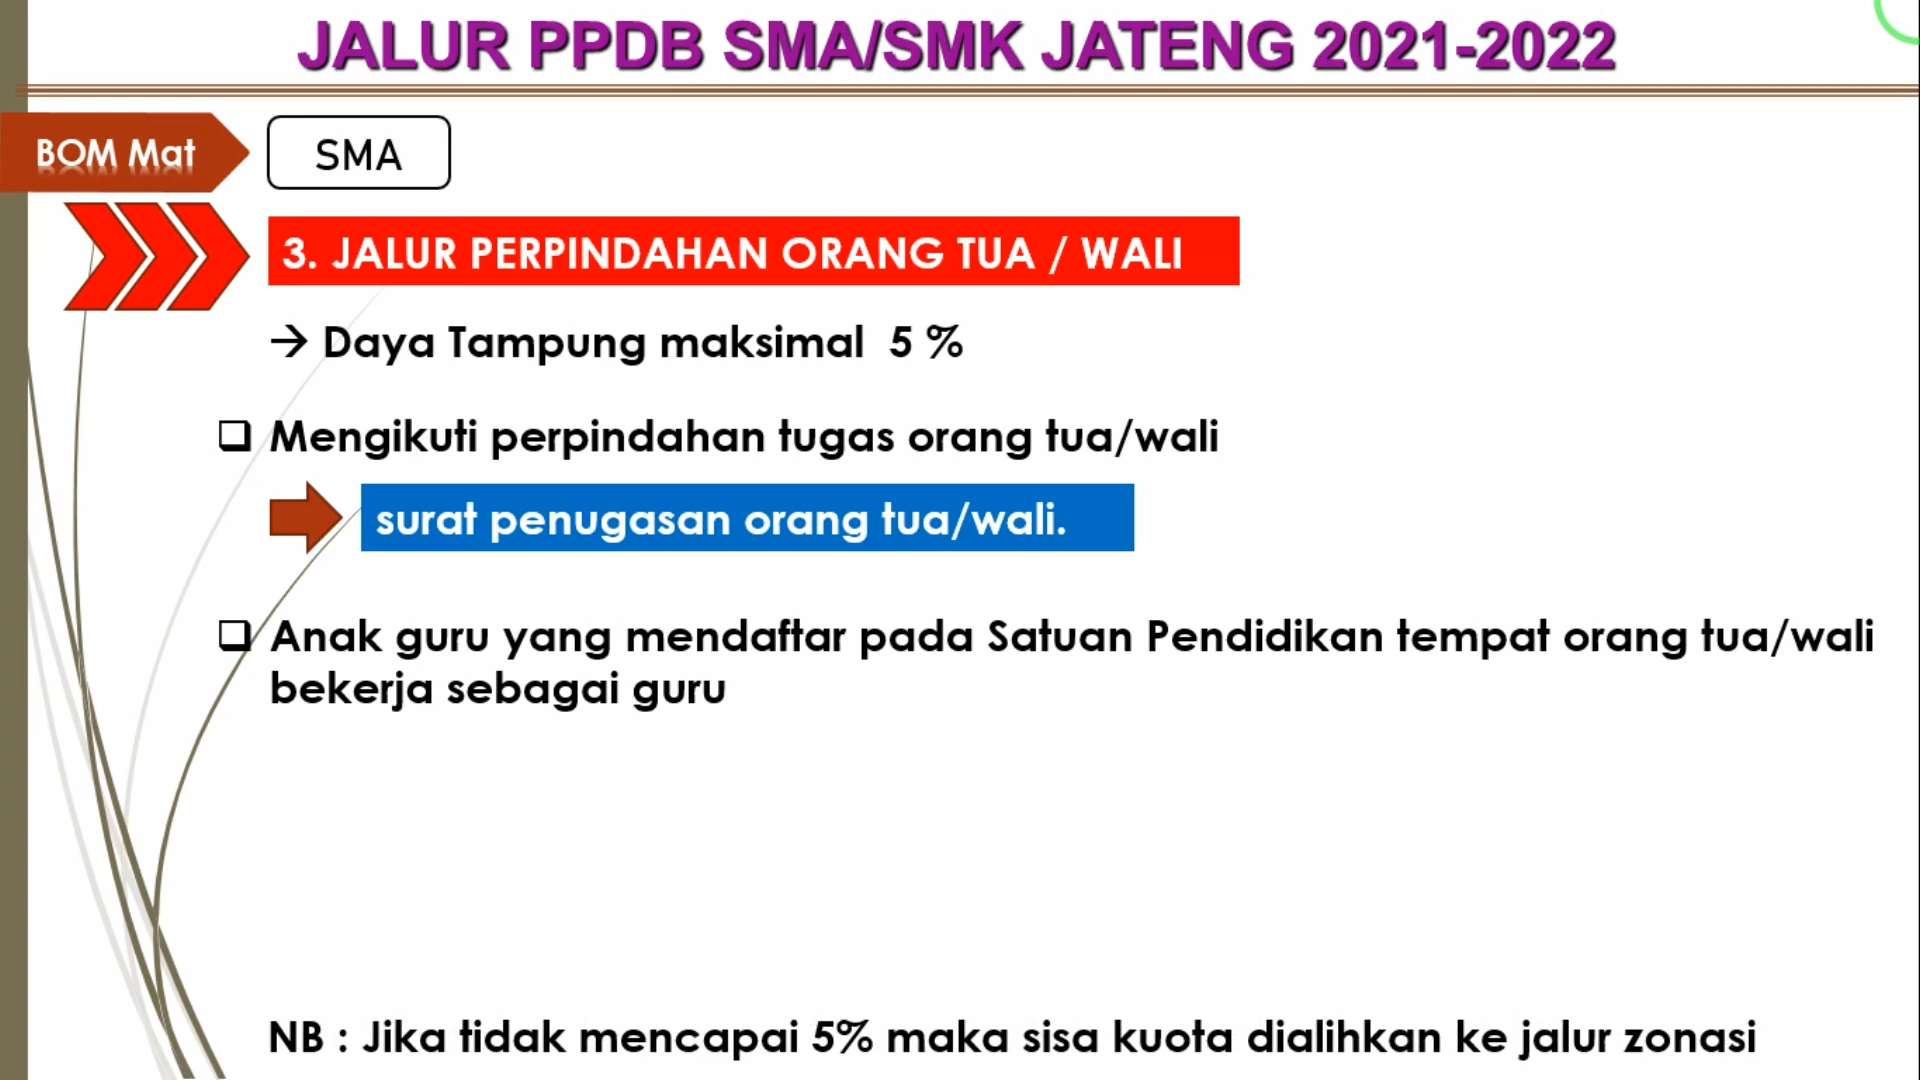 JALUR PPDB SMA/SMK JATENG 2021-2022
BOM Mat
SMA
3. JALUR PERPINDAHAN ORANG TUA / WALI
→ Daya Tampung maksimal 5 %
❑ Mengikuti perpindahan tugas orang tua/wali
surat penugasan orang tua/wali.
❑ Anak guru yang mendaftar pada Satuan Pendidikan tempat orang tua/wali
bekerja sebagai guru
NB : Jika tidak mencapai 5% maka sisa kuota dialihkan ke jalur zonasi